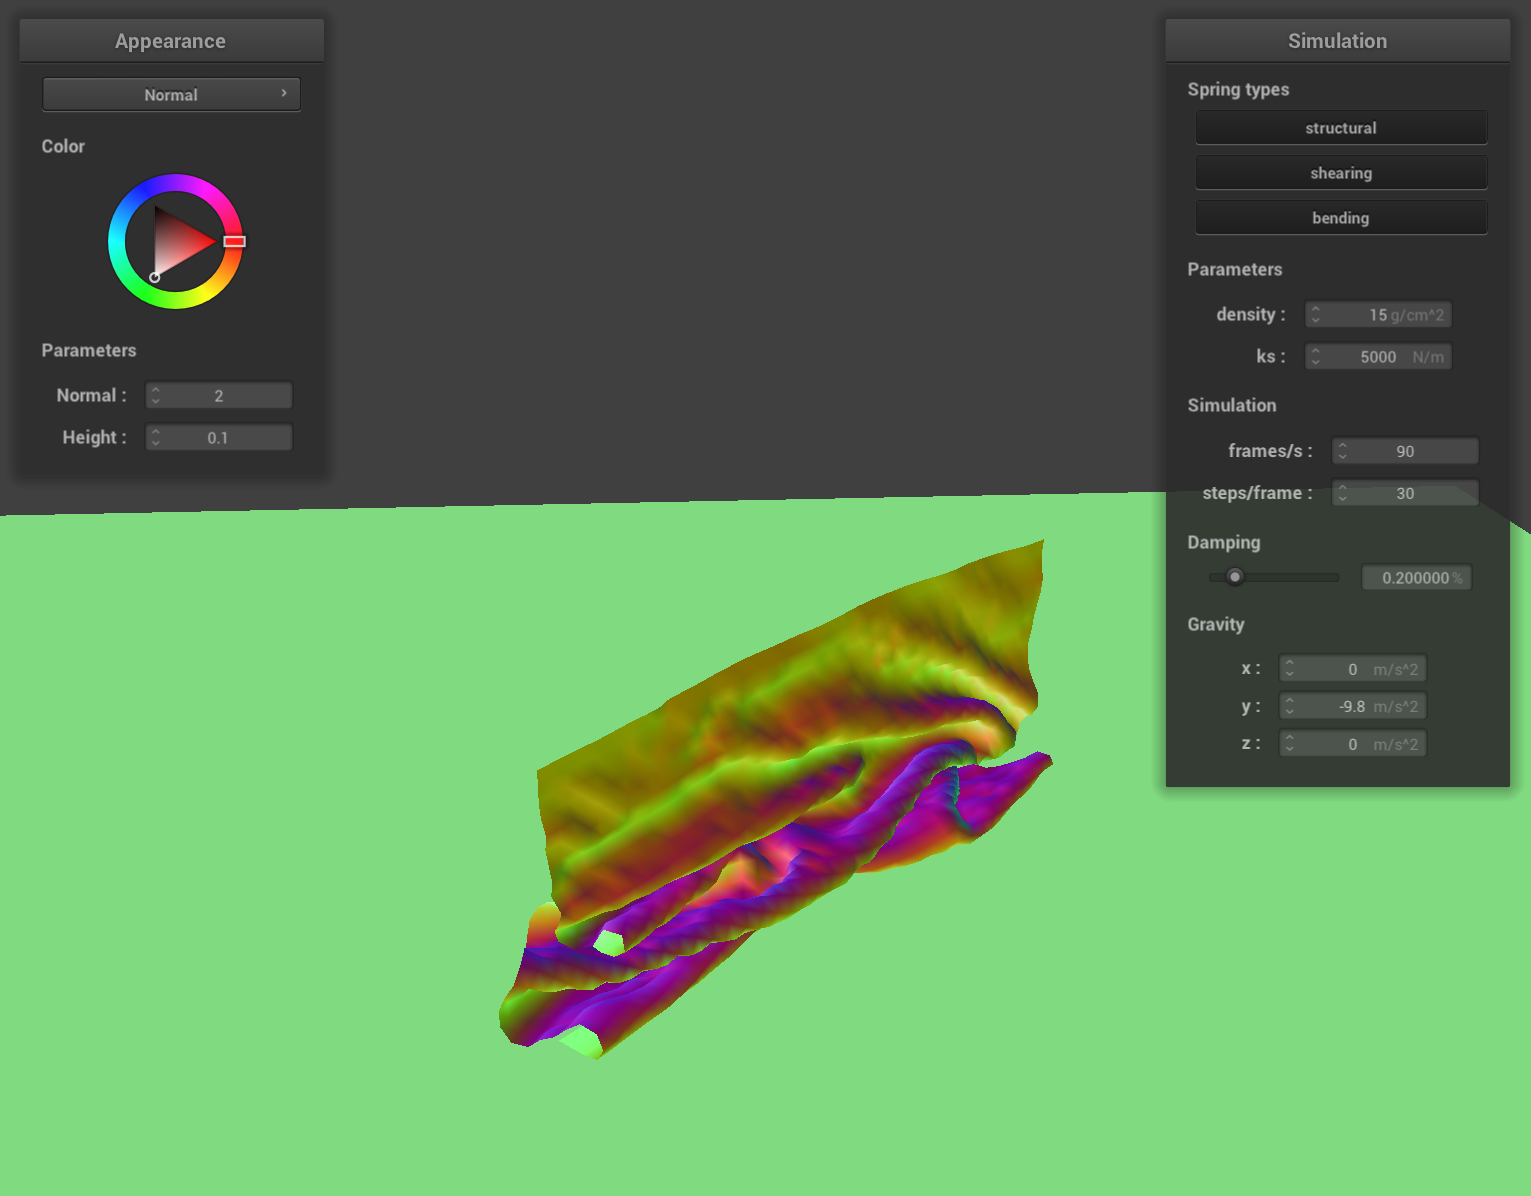 Appearance
Normal
Color
Parameters
Normal : 2
Height : 0.1
Simulation
Spring types
structural
shearing
bending
Parameters
density : 15 g/cm^2
ks : 5000 N/m
Simulation
frames/s : 90
steps/frame : 30
Damping
0.200000 %
Gravity
x : 0 m/s^2
y : -9.8 m/s^2
z : 0 m/s^2